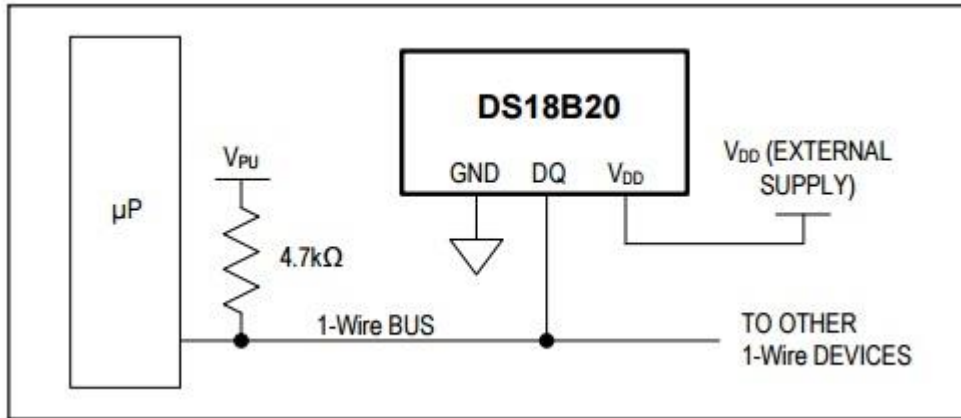 DS18B20
GND DQ VDD
VDD (EXTERNAL
SUPPLY)
VPU
µP
4.7kΩ
1-Wire BUS
TO OTHER
1-Wire DEVICES